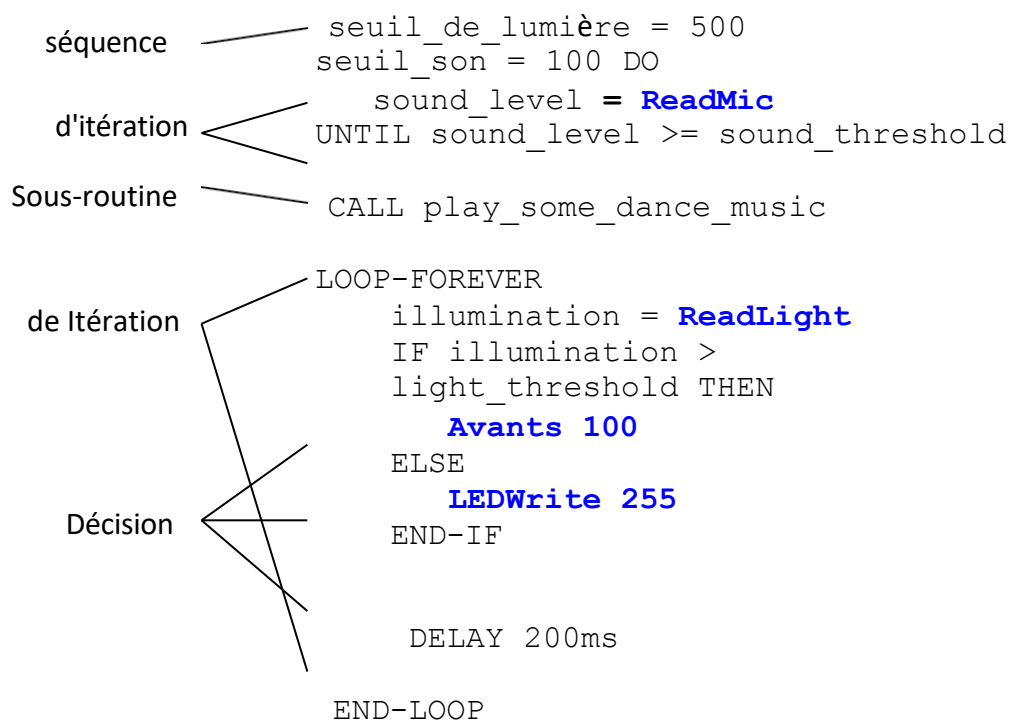 séquence
seuil_de_lumière = 500
seuil_son = 100 DO
sound_level = ReadMic
d'itération
UNTIL sound_level >= sound_threshold
Sous-routine
CALL play_some_dance_music
LOOP-FOREVER
de Itération
illumination = ReadLight
IF illumination >
light_threshold THEN
Avants 100
ELSE
LEDWrite 255
Décision
END-IF
DELAY 200ms
END-LOOP